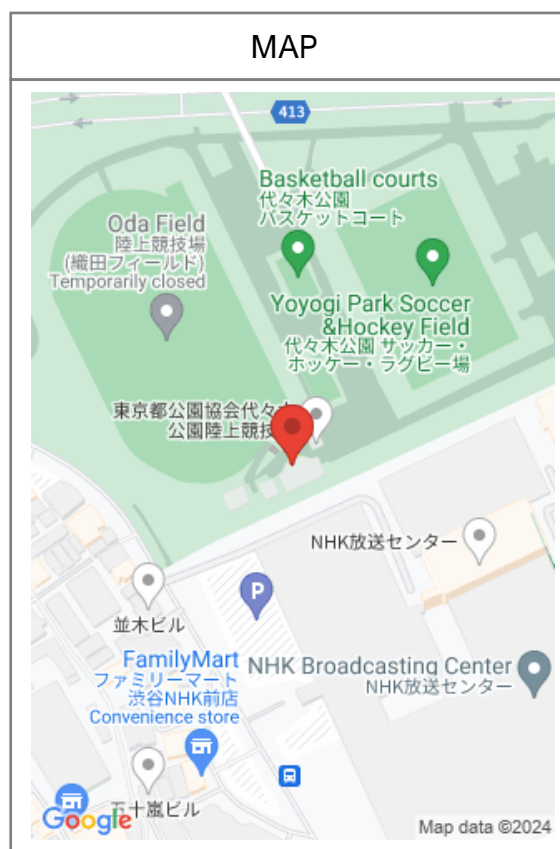 MAP
413
Basketball courts
代々木公園
バスケットコート
Oda Field
陸上競技場
(織田フィールド)
Temporarily closed
Yoyogi Park Soccer
&Hockey Field
代々木公園 サッカー・
ホッケー・ラグビー場
東京都公園協会代々
公園陸上競技
NHK放送センター
P
並木ビル
FamilyMart
ファミリーマート
渋谷NHK前店
Convenience store
NHK Broadcasting Center
NHK放送センター
五十嵐ビル
Google
Map data ©2024